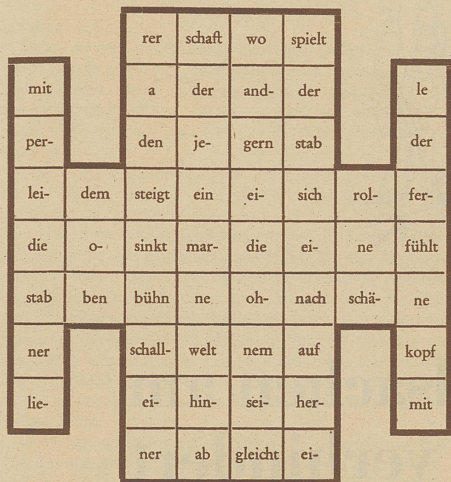 rer schaft wo spielt
mit a der and- der le
per- den je- gern stab der
lei- dem steigt ein ei- sich rol- fer-
die o- sinkt mar- die ei- ne fühlt
stab ben bühn ne oh- nach schä- ne
ner schall- welt nem auf kopf
lie- ei- hin- sei- her- mit
ner ab gleicht ei-